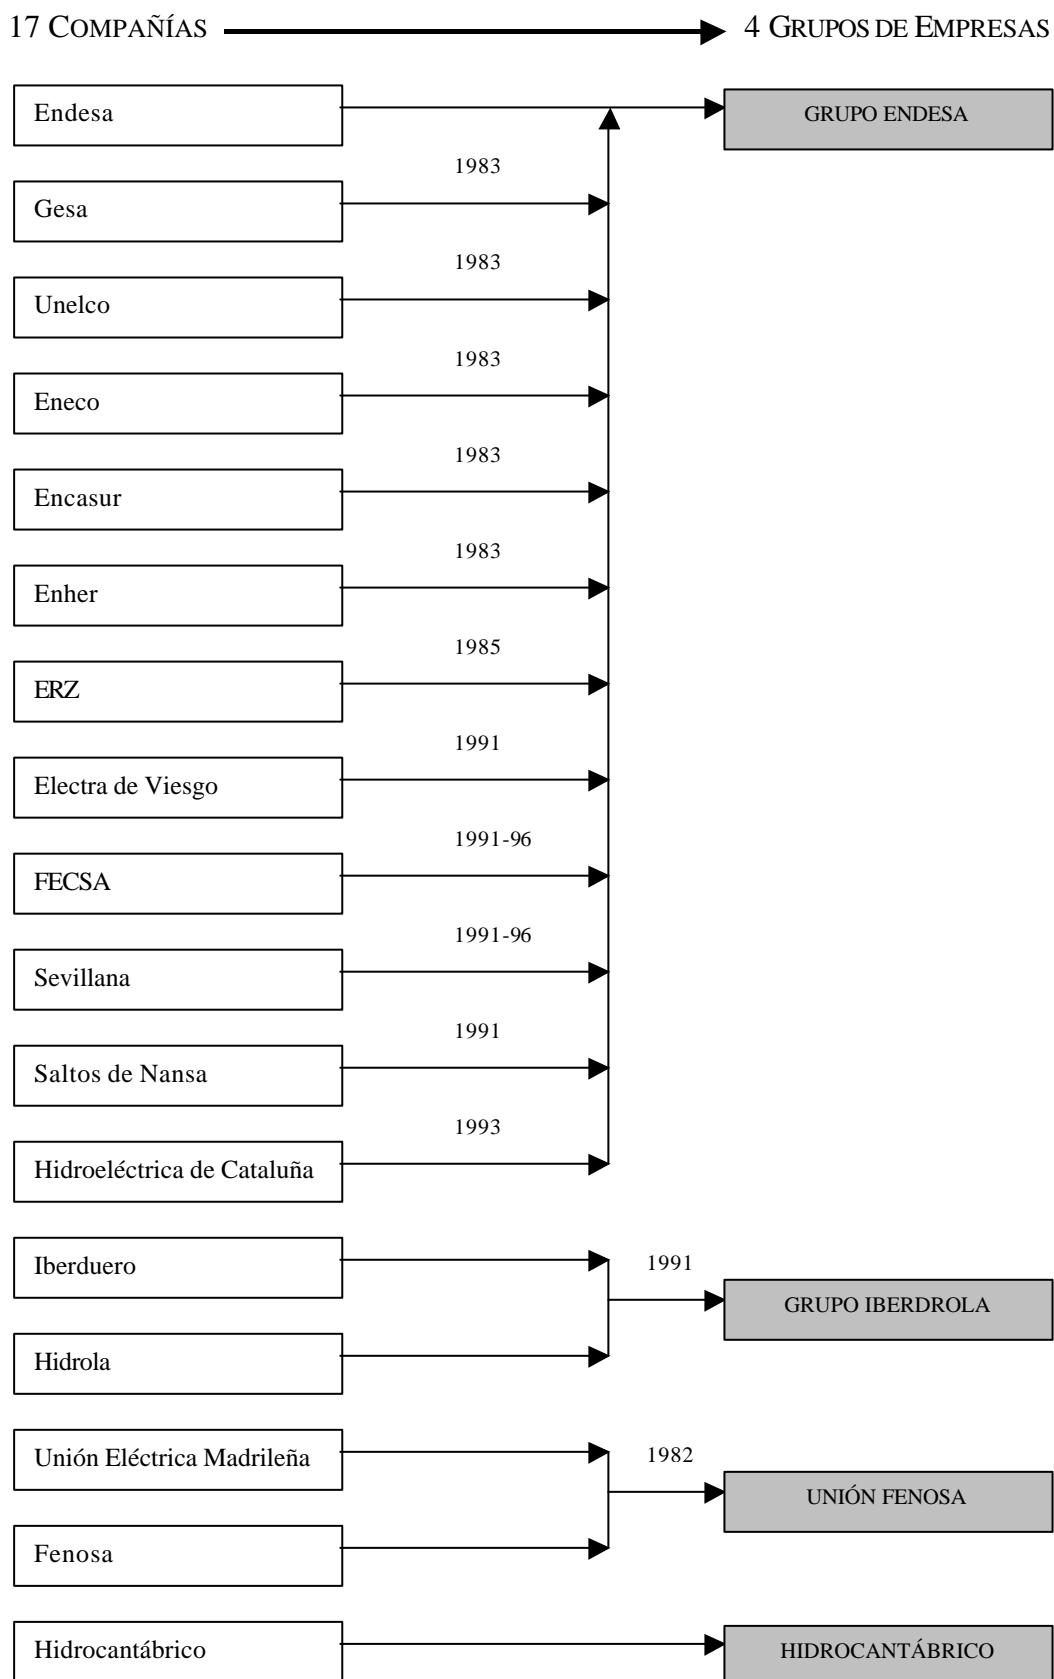 17 COMPAÑÍAS 4 GRUPOS DE EMPRESAS
Endesa GRUPO ENDESA
1983
Gesa
1983
Unelco
1983
Eneco
1983
Encasur
1983
Enher
1985
ERZ
1991
Electra de Viesgo
1991-96
FECSA
1991-96
Sevillana
1991
Saltos de Nansa
1993
Hidroeléctrica de Cataluña
Iberduero
1991
GRUPO IBERDROLA
Hidrola
Unión Eléctrica Madrileña
1982
UNIÓN FENOSA
Fenosa
Hidrocantábrico HIDROCANTÁBRICO